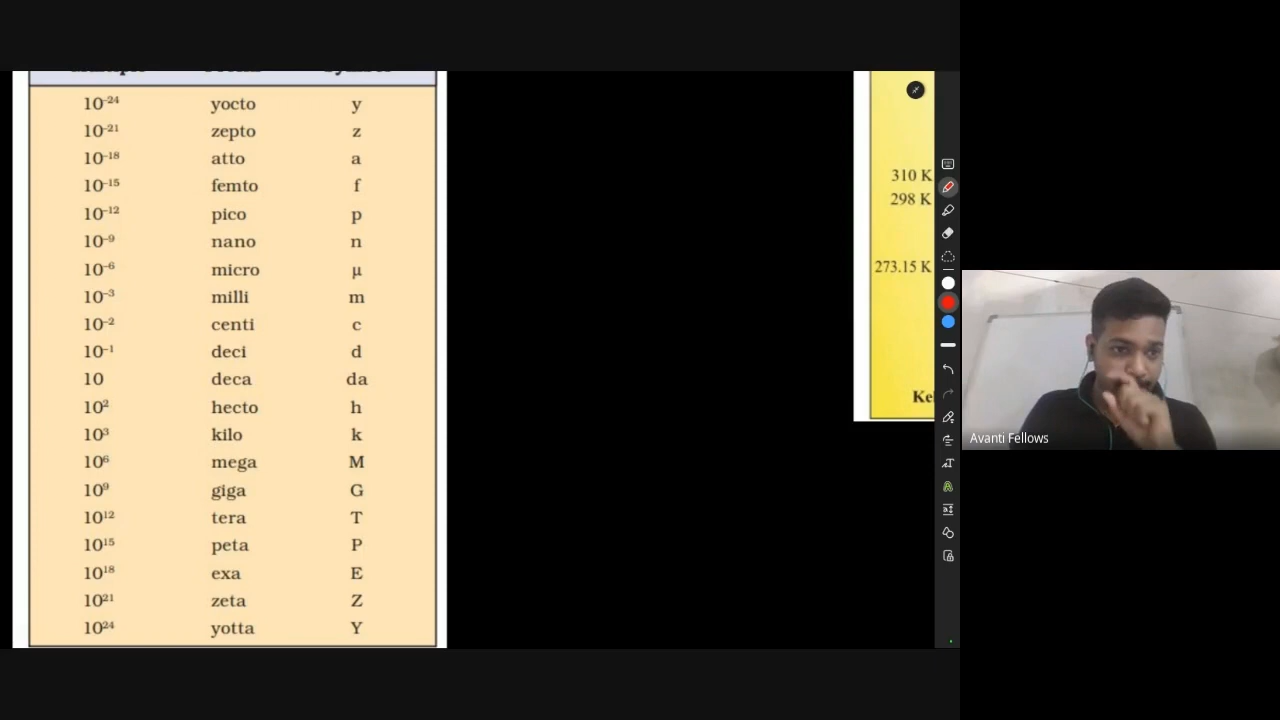 10⁻²⁴ yocto y
10⁻²¹ zepto z
10⁻¹⁸ atto a
10⁻¹⁵ femto f
10⁻¹² pico p
10⁻⁹ nano n
10⁻⁶ micro μ
10⁻³ milli m
10⁻² centi c
10⁻¹ deci d
10 deca da
10² hecto h
10³ kilo k
10⁶ mega M
10⁹ giga G
10¹² tera T
10¹⁵ peta P
10¹⁸ exa E
10²¹ zeta Z
10²⁴ yotta Y
310 K
298 K
273.15 K
Avanti Fellows